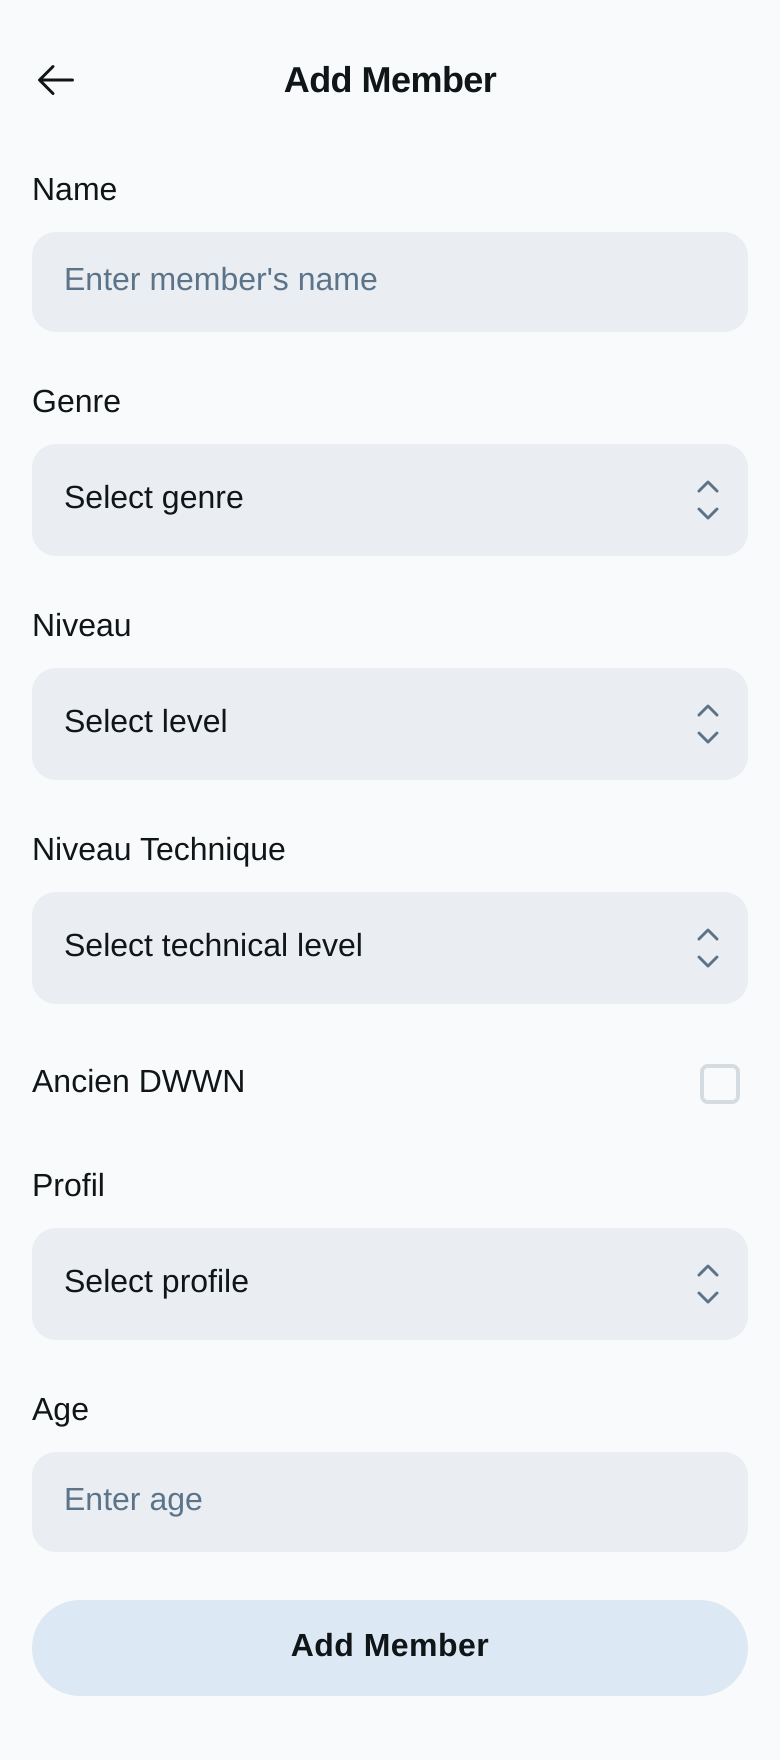 Add Member
Name
Enter member's name
Genre
Select genre
Niveau
Select level
Niveau Technique
Select technical level
Ancien DWWN
Profil
Select profile
Age
Enter age
Add Member